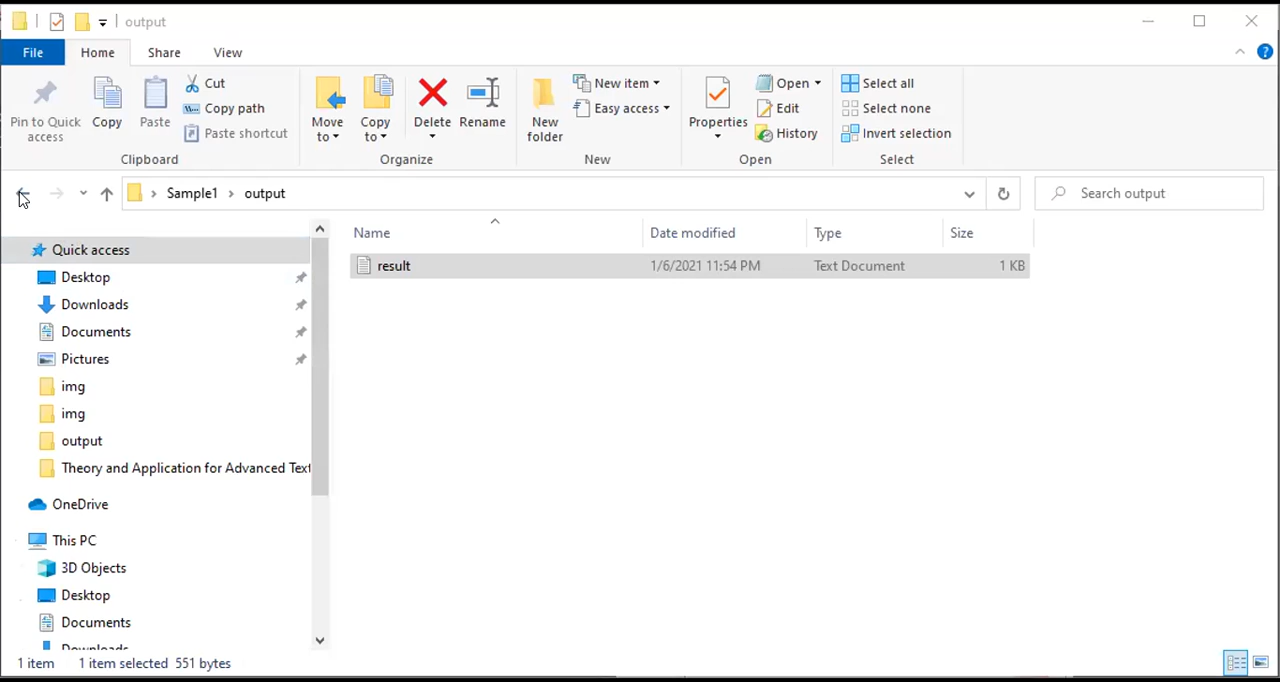 output
File Home Share View
Pin to Quick access
Copy
Paste
Cut
Copy path
Paste shortcut
Clipboard
Move to
Copy to
Delete
Rename
Organize
New folder
New item
Easy access
New
Properties
Open
Edit
History
Open
Select all
Select none
Invert selection
Select
Sample1 output
Search output
Name Date modified Type Size
result 1/6/2021 11:54 PM Text Document 1 KB
Quick access
Desktop
Downloads
Documents
Pictures
img
img
output
Theory and Application for Advanced Text
OneDrive
This PC
3D Objects
Desktop
Documents
Downloads
1 item 1 item selected 551 bytes